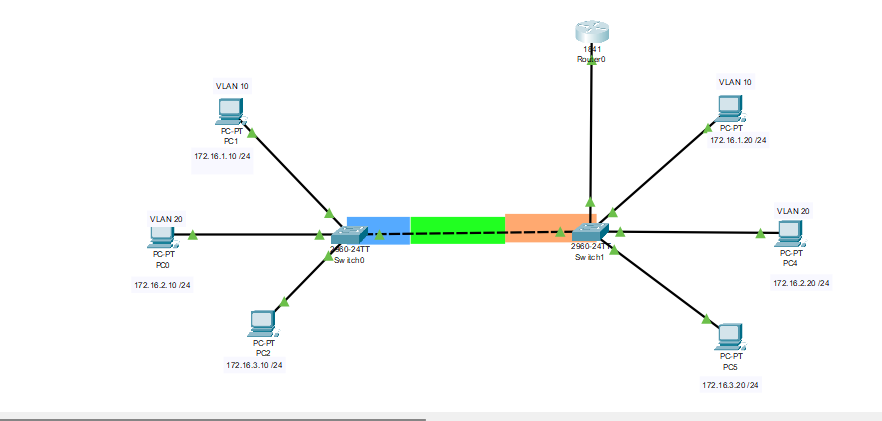 1841
Router0
VLAN 10
PC-PT
PC1
172.16.1.10 /24
VLAN 10
PC-PT
172.16.1.20 /24
VLAN 20
PC-PT
PC0
172.16.2.10 /24
2960-24TT
Switch0
2960-24TT
Switch1
VLAN 20
PC-PT
PC4
172.16.2.20 /24
PC-PT
PC2
172.16.3.10 /24
PC-PT
PC5
172.16.3.20 /24